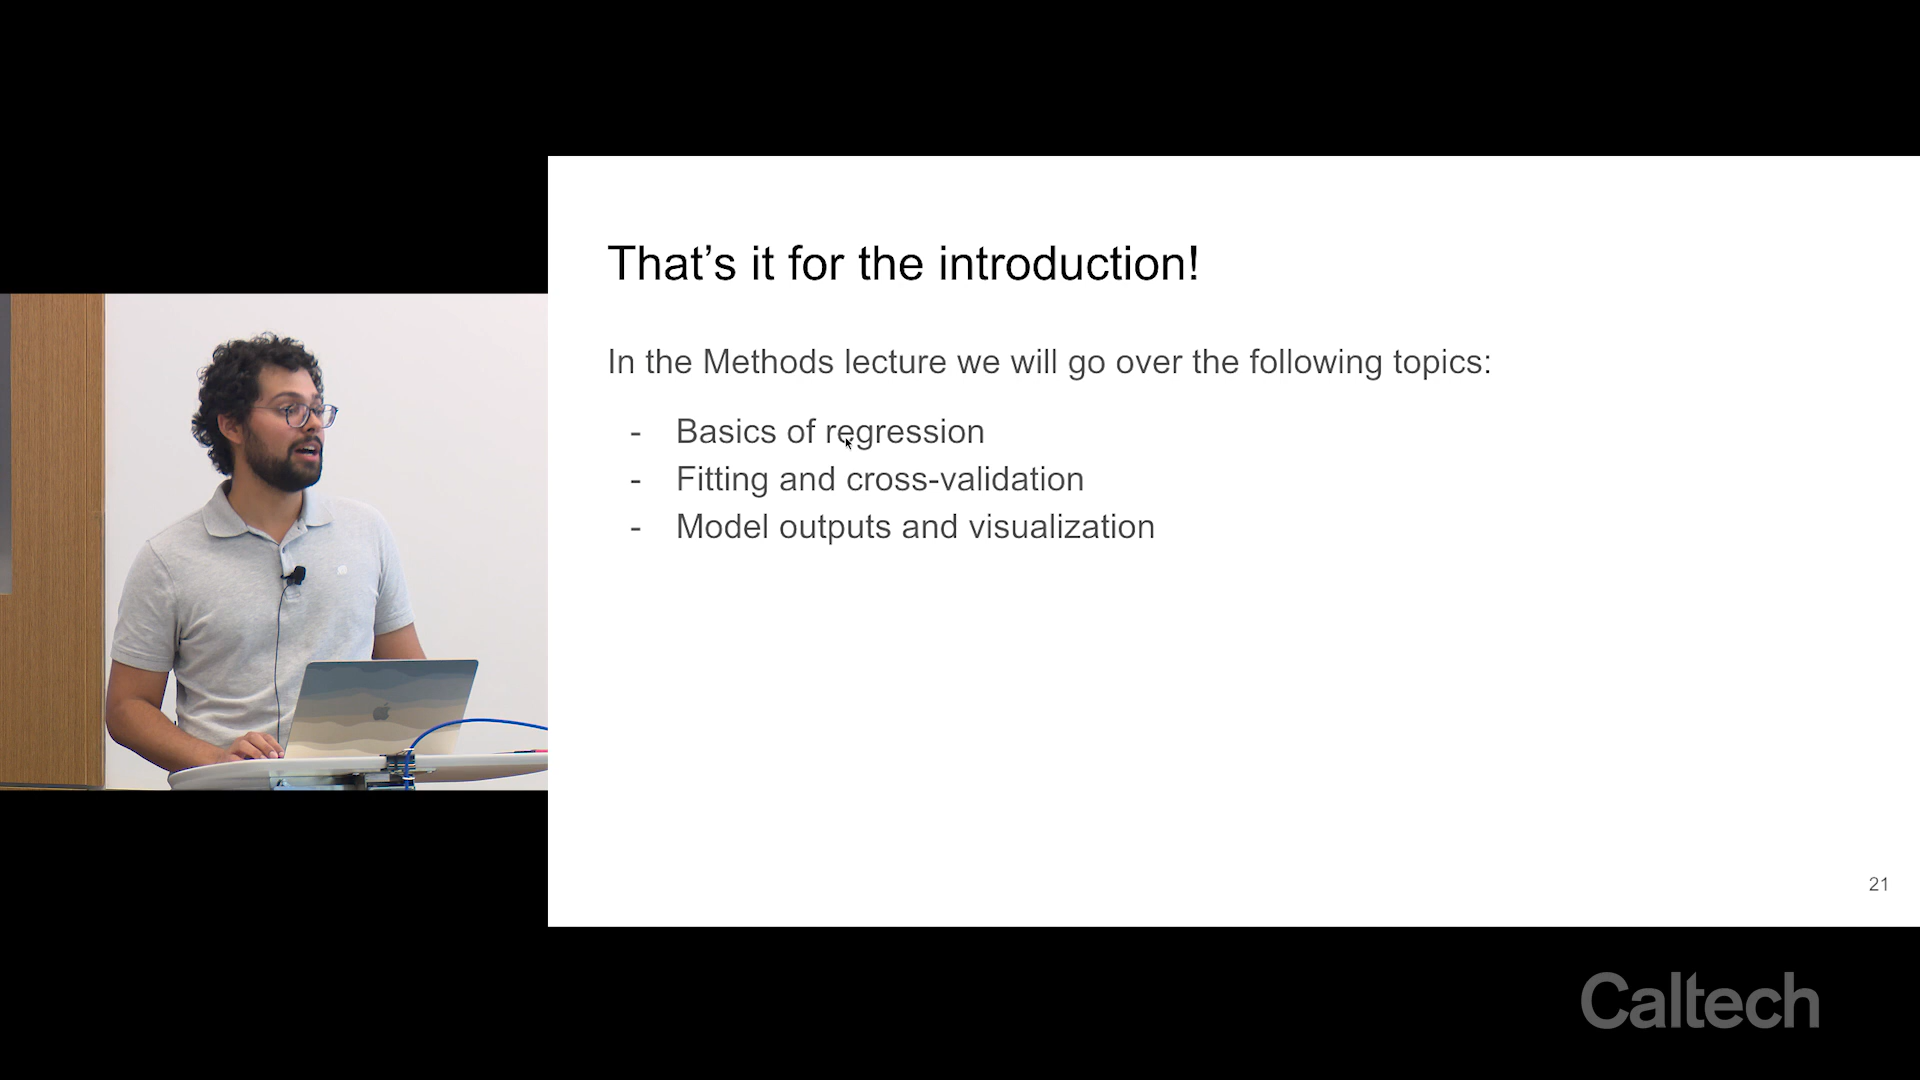 That’s it for the introduction!
In the Methods lecture we will go over the following topics:
- Basics of regression
- Fitting and cross-validation
- Model outputs and visualization
21
Caltech